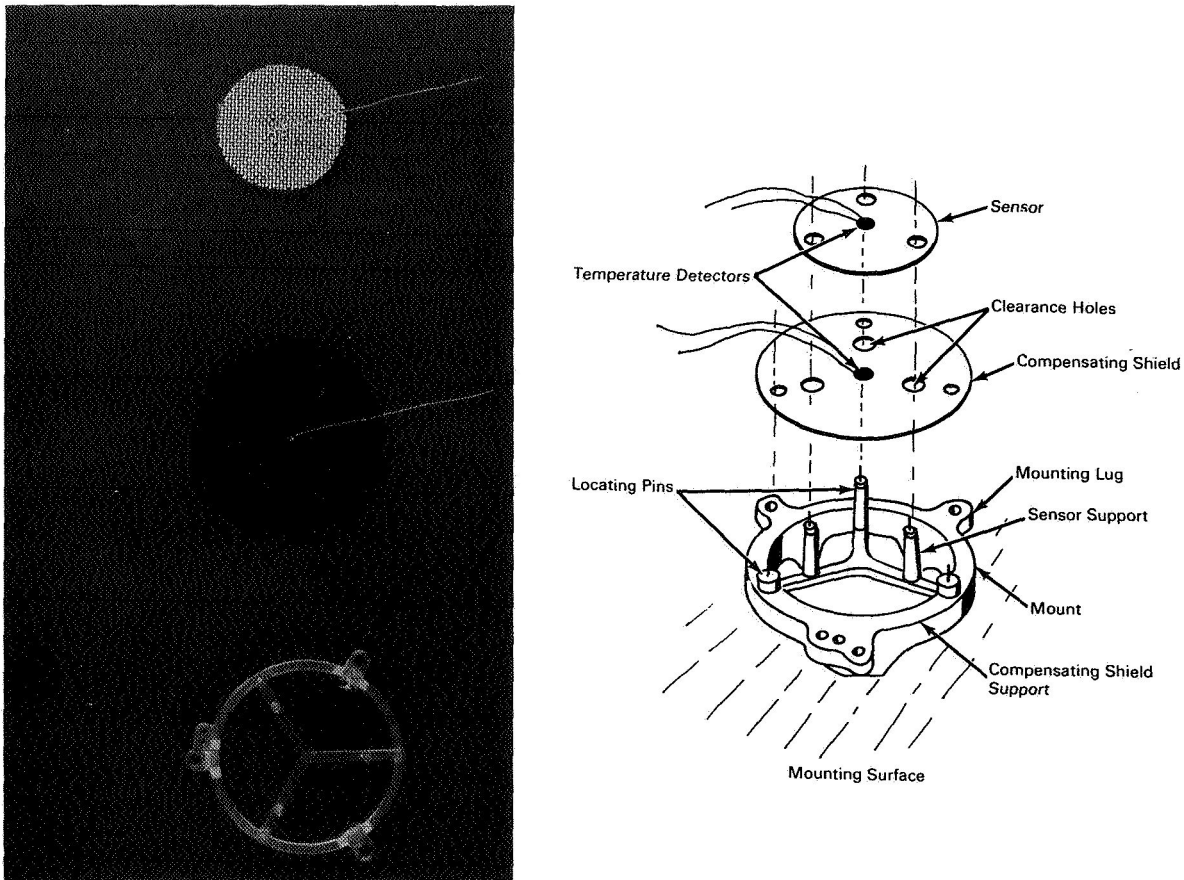 Sensor
Temperature Detectors
Clearance Holes
Compensating Shield
Mounting Lug
Locating Pins
Sensor Support
Mount
Compensating Shield
Support
Mounting Surface